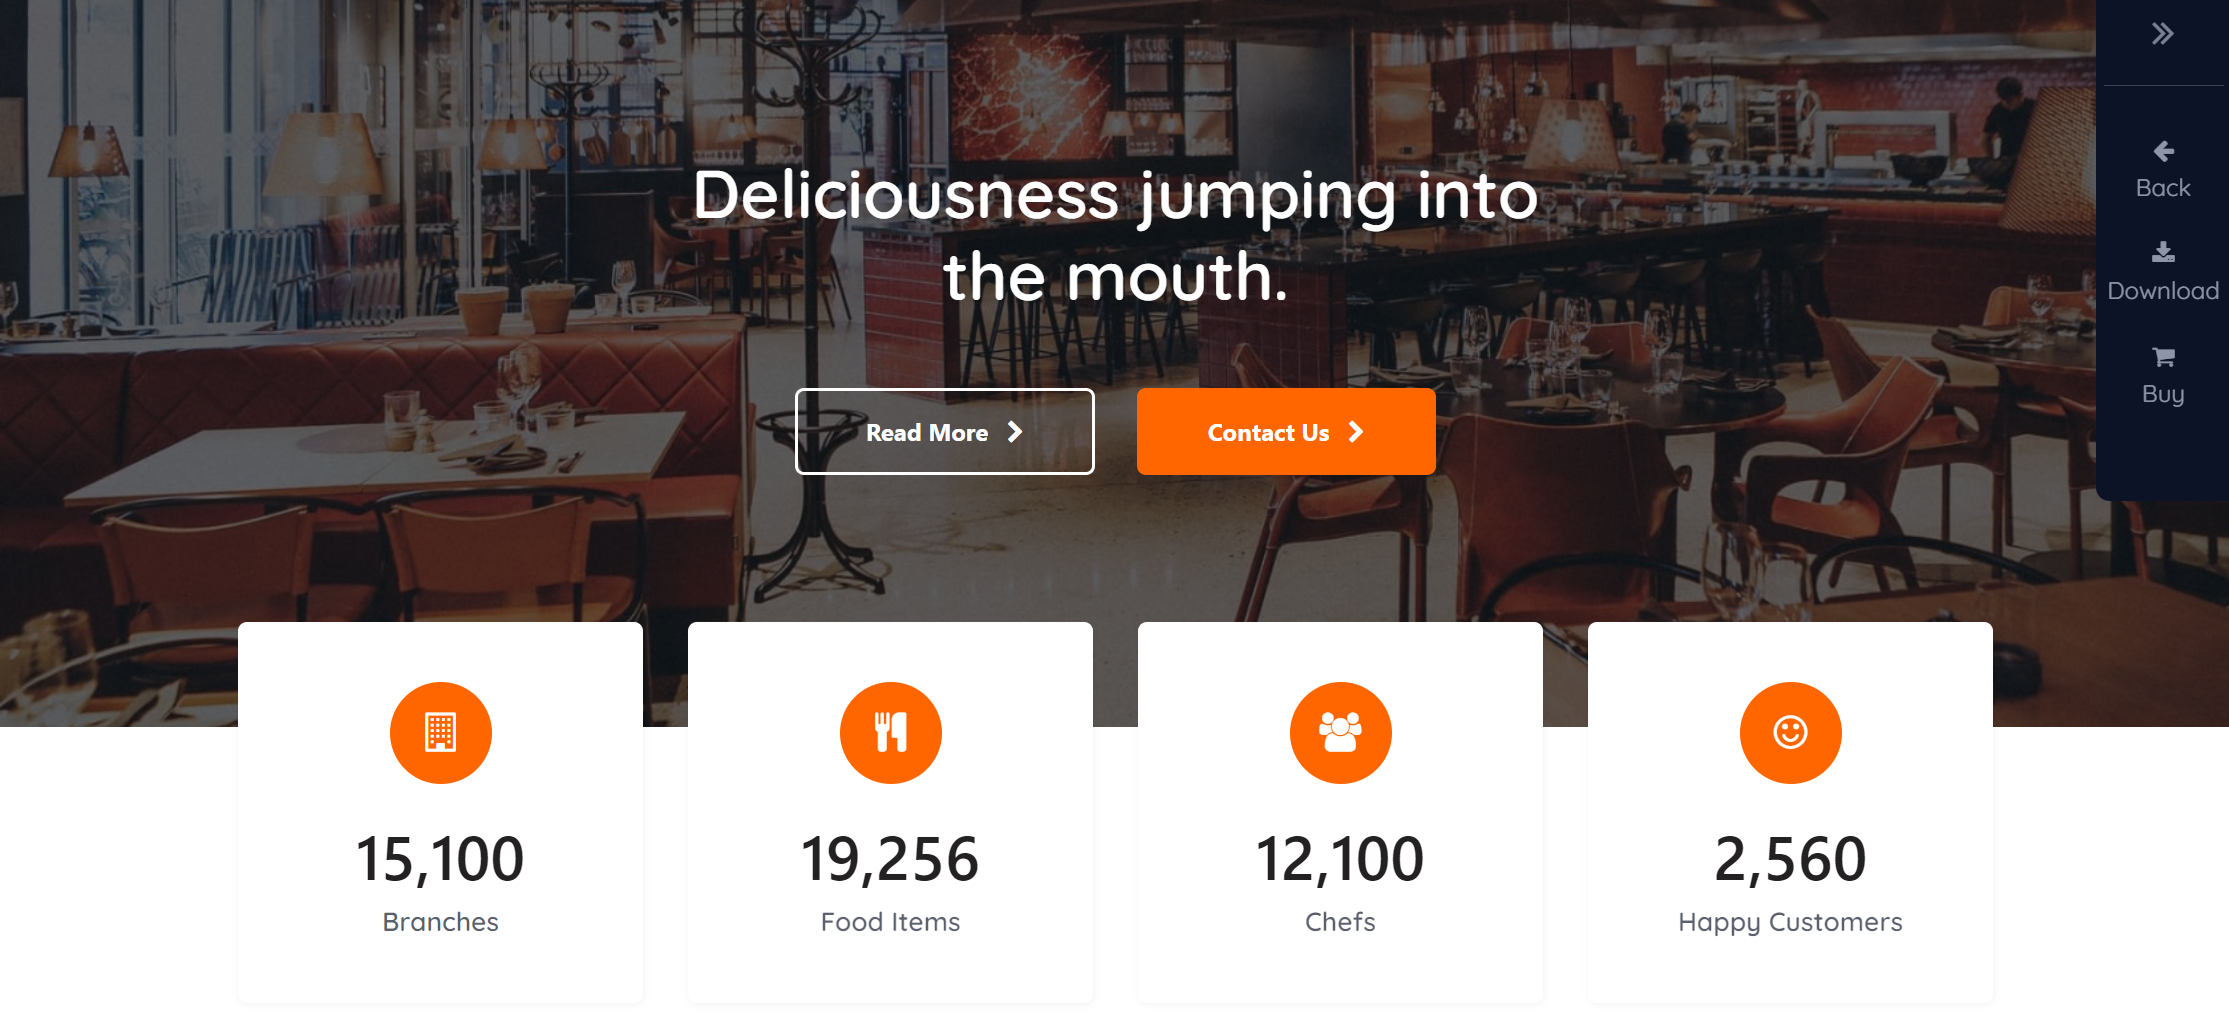 Deliciousness jumping into
the mouth.
Read More
Contact Us
Back
Download
Buy
15,100
Branches
19,256
Food Items
12,100
Chefs
2,560
Happy Customers